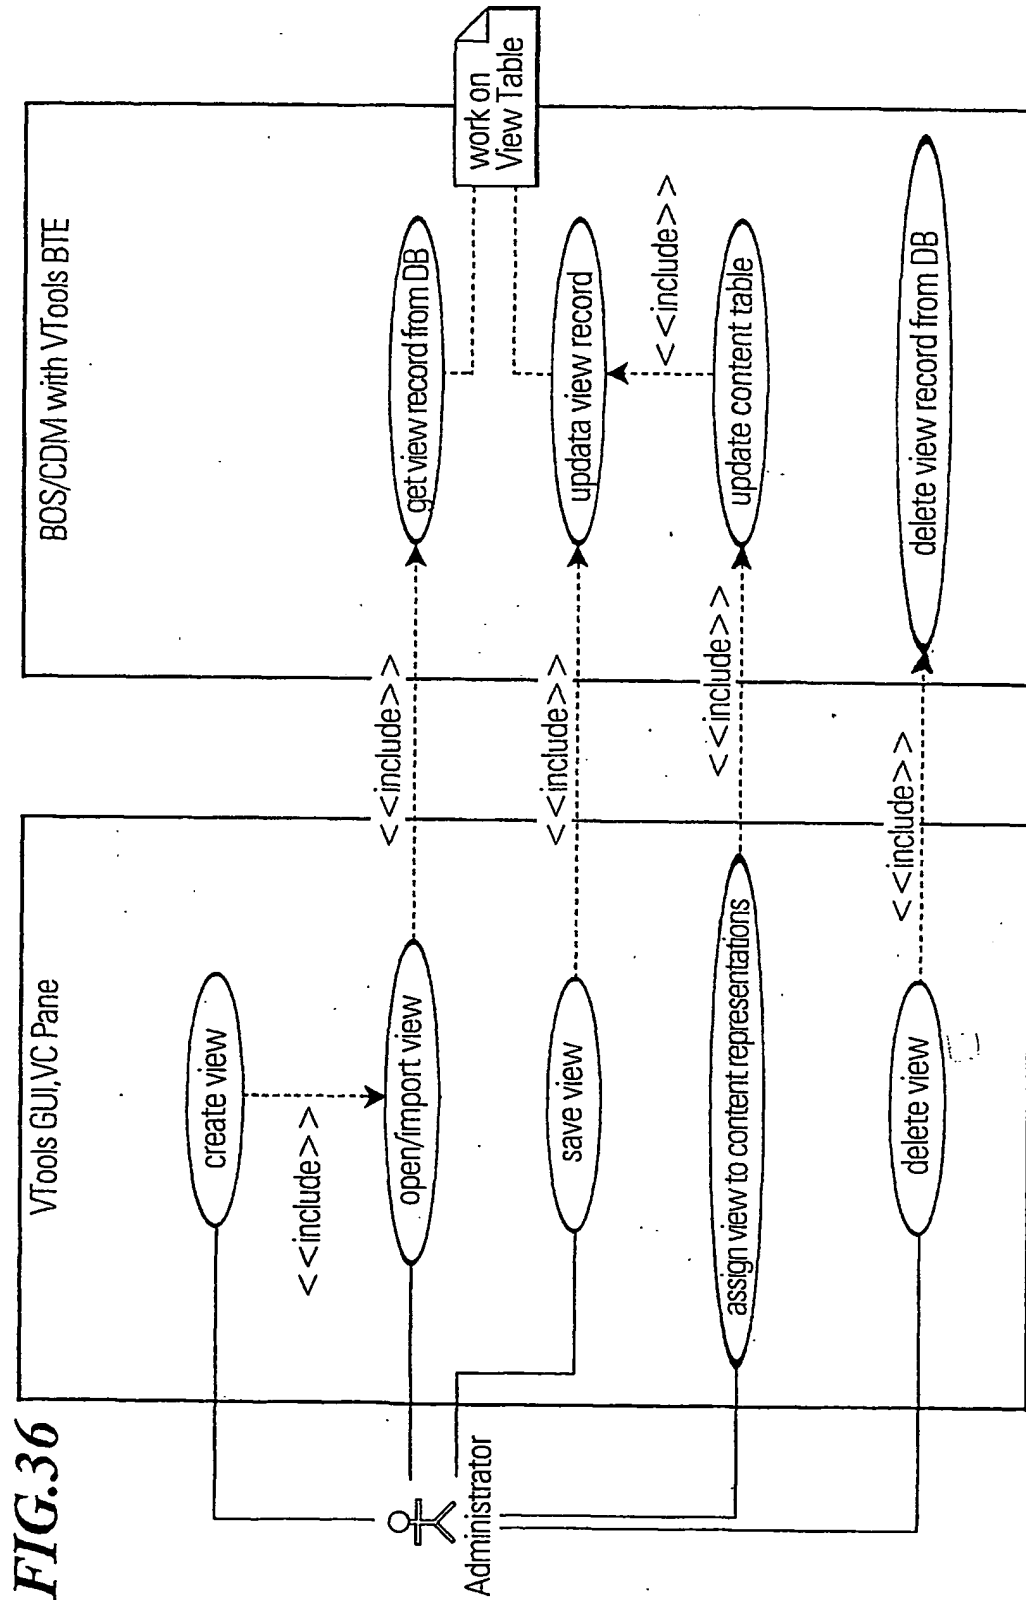 FIG.36
VTools GUI,VC Pane
BOS/CDM with VTools BTE
create view
<<include>>
open/import view
<<include>>
get view record from DB
work on
View Table
Administrator
save view
<<include>>
updata view record
<<include>>
assign view to content representations
<<include>>
update content table
delete view
<<include>>
delete view record from DB